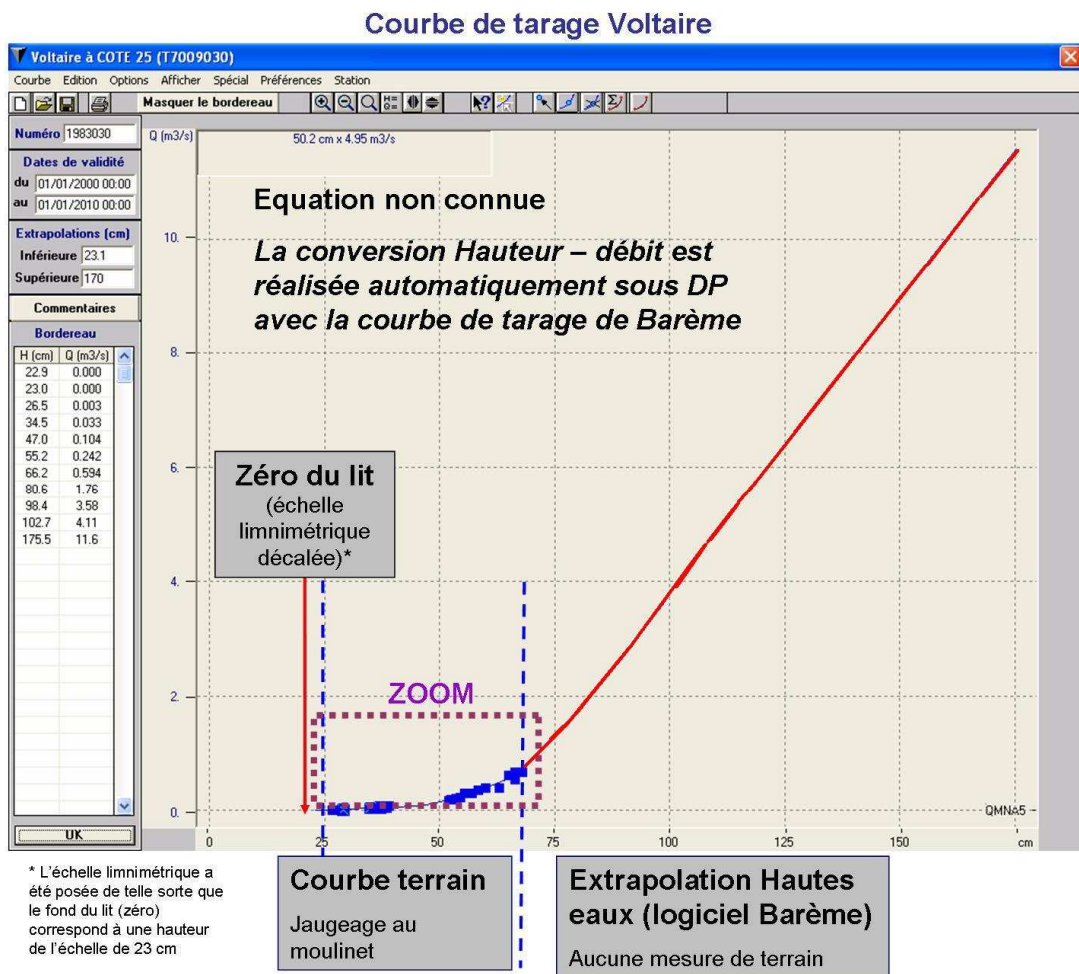 Courbe de tarage Voltaire
Voltaire à COTE 25 (T7009030)
Courbe Edition Options Afficher Spécial Préférences Station
Masquer le bordereau
Numéro 1983030
Dates de validité
du 01/01/2000 00:00
au 01/01/2010 00:00
Extrapolations (cm)
Inférieure 23.1
Supérieure 170
Commentaires
Bordereau
H (cm) Q (m3/s)
22.9 0.000
23.0 0.000
26.5 0.003
34.5 0.033
47.0 0.104
55.2 0.242
66.2 0.594
80.6 1.76
98.4 3.58
102.7 4.11
175.5 11.6
UK
Q (m3/s)
50.2 cm x 4.95 m3/s
Equation non connue
La conversion Hauteur – débit est
réalisée automatiquement sous DP
avec la courbe de tarage de Barème
10.
8.
6.
4.
2.
0.
Zéro du lit
(échelle
limnimétrique
décalée)*
ZOOM
QMNA5
0 25 50 75 100 125 150 cm
* L'échelle limnimétrique a
été posée de telle sorte que
le fond du lit (zéro)
correspond à une hauteur
de l'échelle de 23 cm
Courbe terrain
Jaugeage au
moulinet
Extrapolation Hautes
eaux (logiciel Barème)
Aucune mesure de terrain